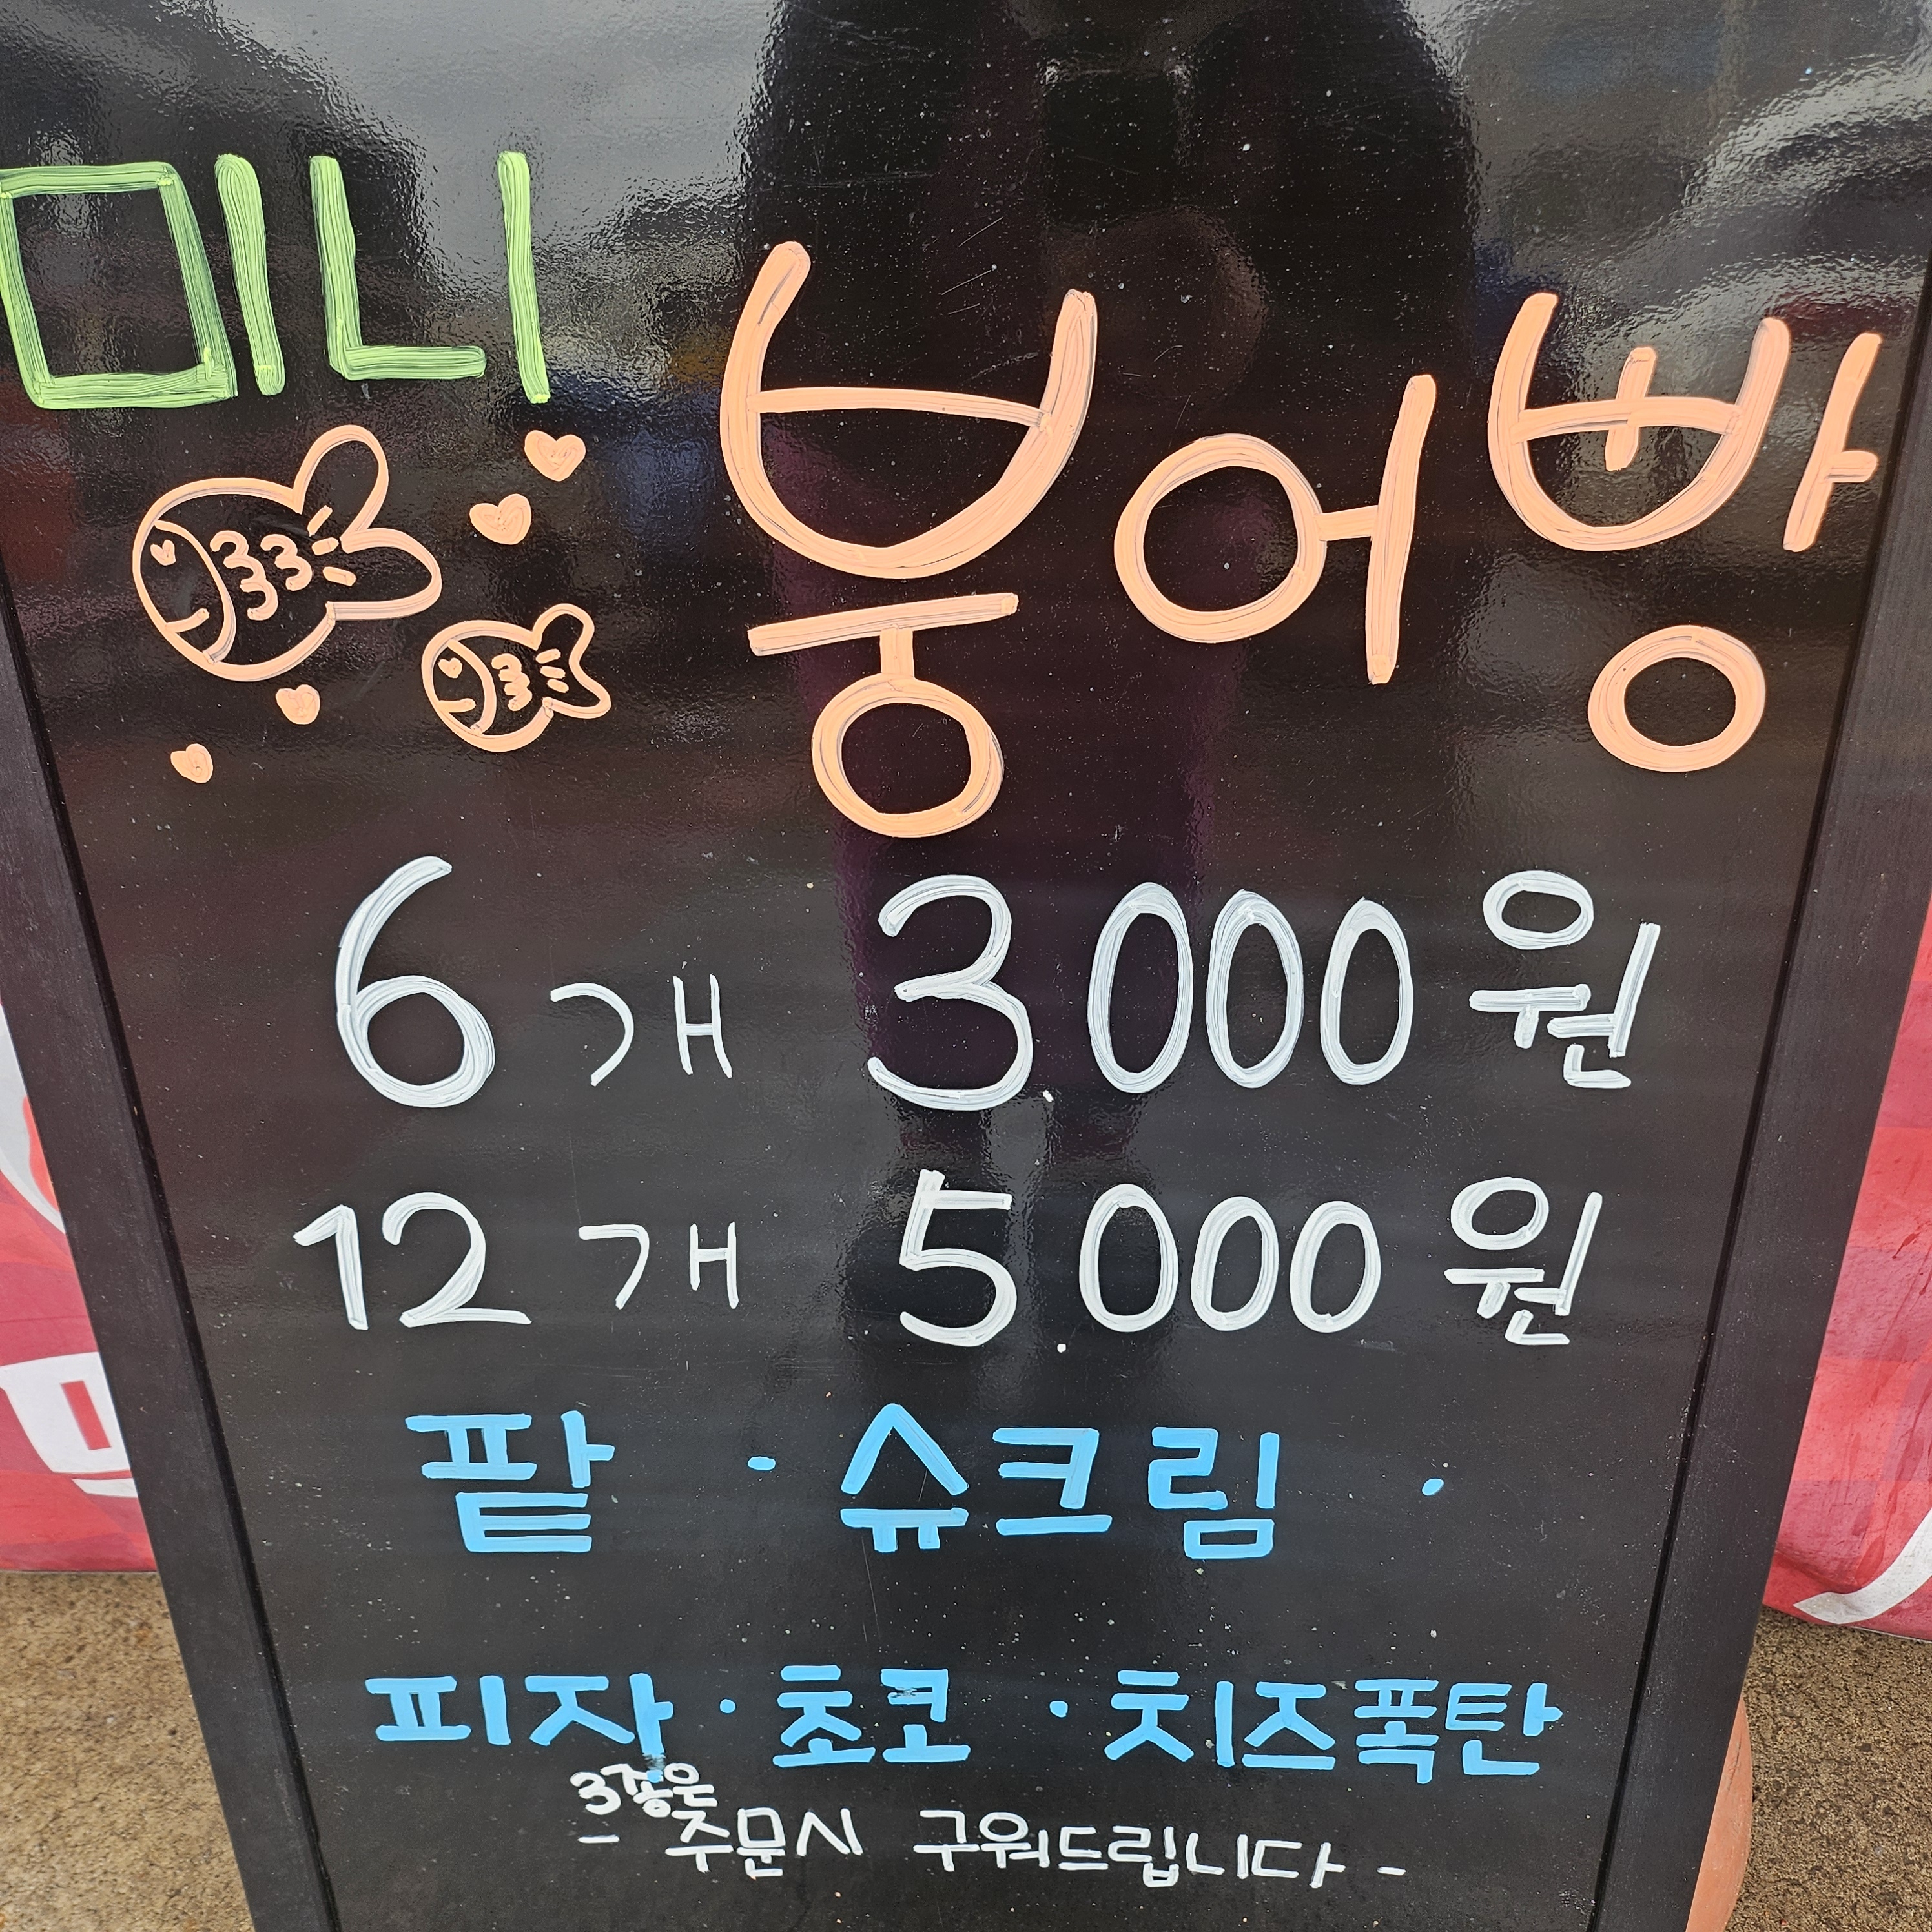 미니 붕어빵
6개 3000원
12개 5000원
팥 · 슈크림 ·
피자 · 초코 · 치즈폭탄
3종은
- 주문시 구워드립니다 -